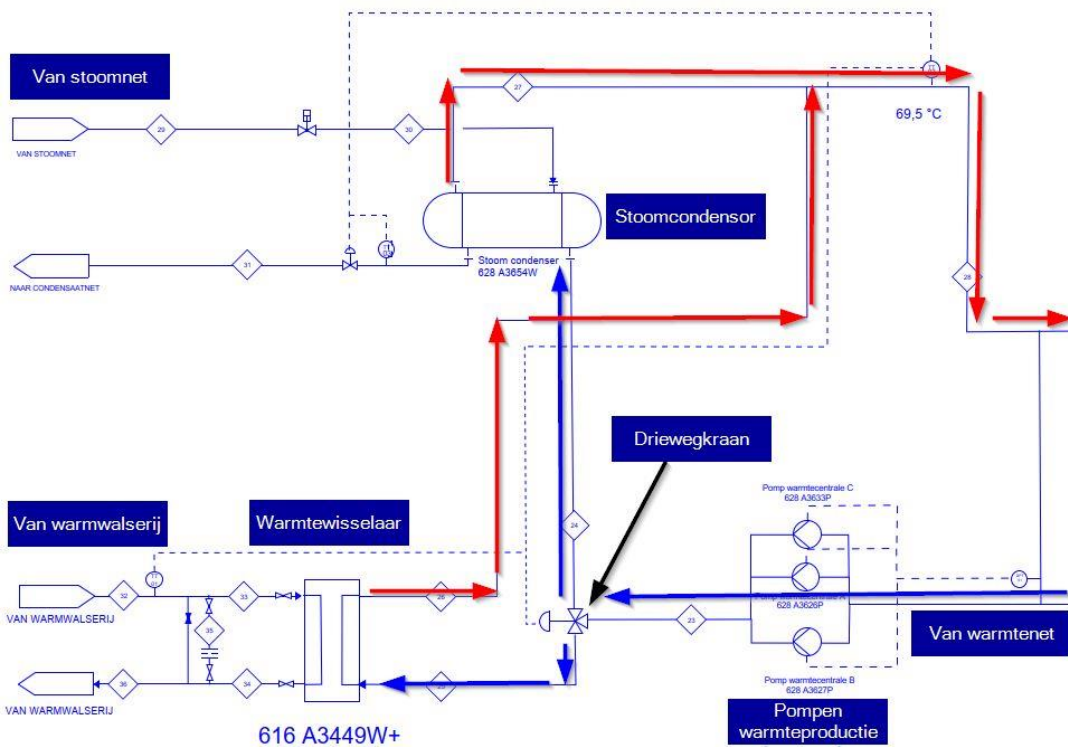 Van stoomnet
27
69,5 °C
29
30
VAN STOOMNET
Stoomcondensor
Stoom condenser
628 A3654W
31
NAAR CONDENSAATNET
28
Driewegkraan
Pomp warmtecentrale C
628 A3633P
Van warmwalserij
Warmtewisselaar
24
32
33
26
VAN WARMWALSERIJ
628 A3626P
23
35
Van warmtenet
36
34
VAN WARMWALSERIJ
Pomp warmtecentrale B
628 A3627P
616 A3449W+
Pompen
warmteproductie